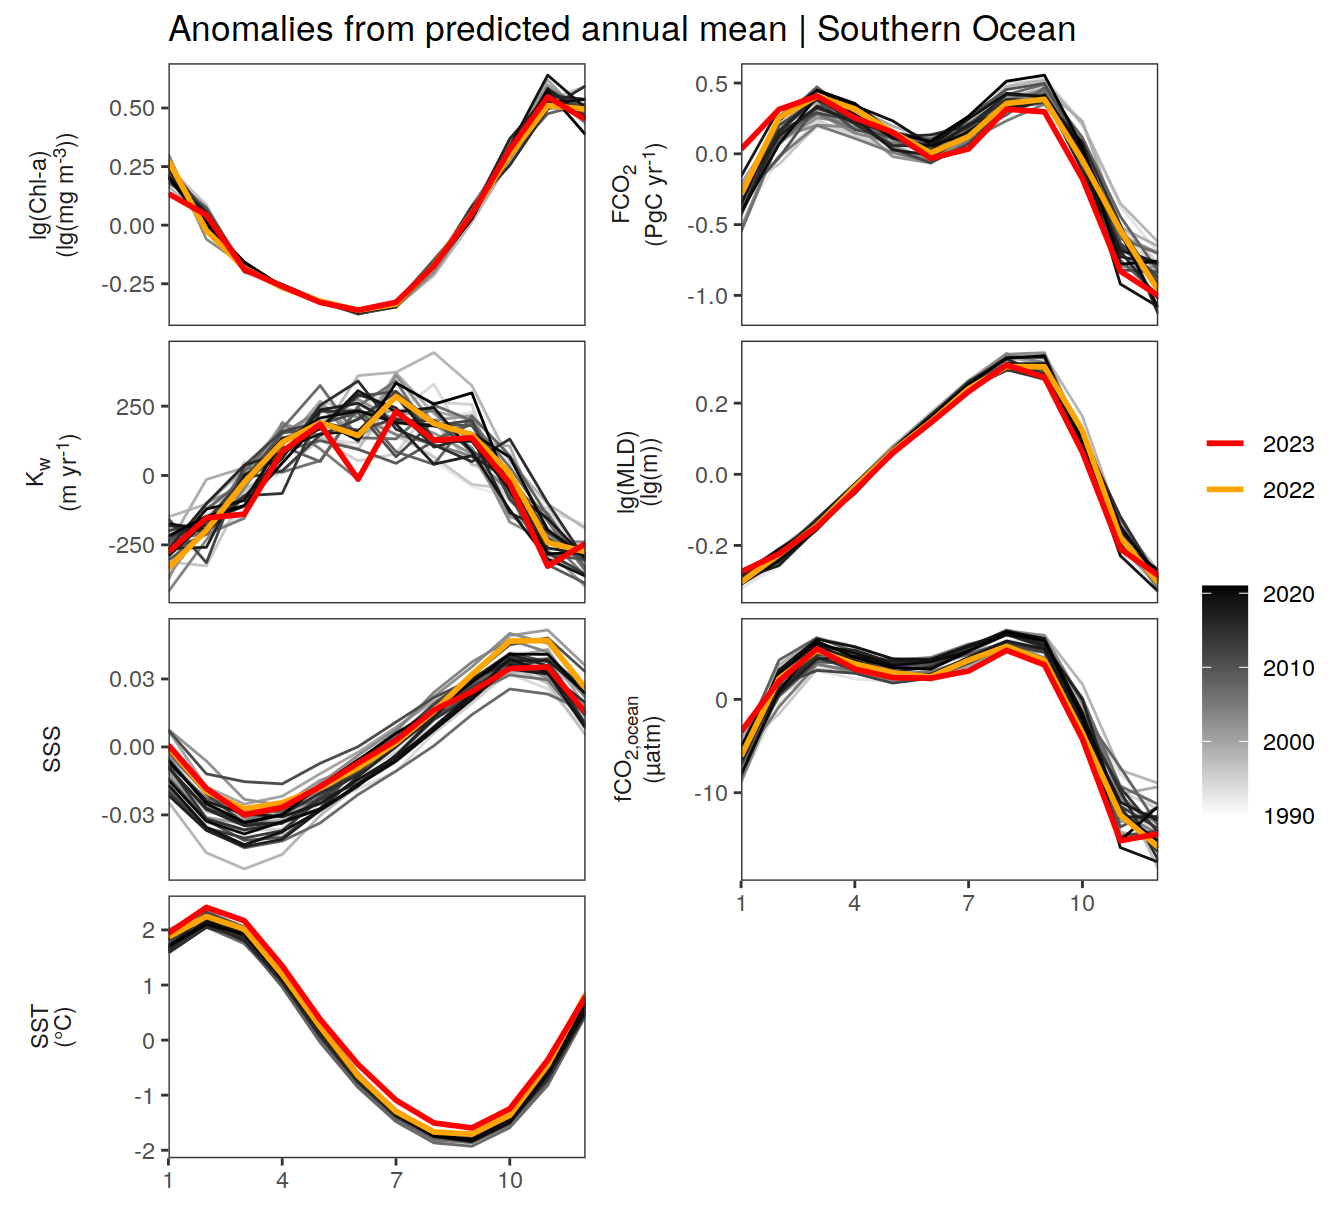 Anomalies from predicted annual mean | Southern Ocean
lg(Chl-a)
(lg(mg m⁻³))
0.50
0.25
0.00
-0.25
FCO₂
(PgC yr⁻¹)
0.5
0.0
-0.5
-1.0
K_w
(m yr⁻¹)
250
0
-250
lg(MLD)
(lg(m))
0.2
0.0
-0.2
SSS
0.03
0.00
-0.03
fCO₂,ocean
(µatm)
0
-10
1 4 7 10
SST
(°C)
2
1
0
-1
-2
1 4 7 10
2023
2022
2020
2010
2000
1990